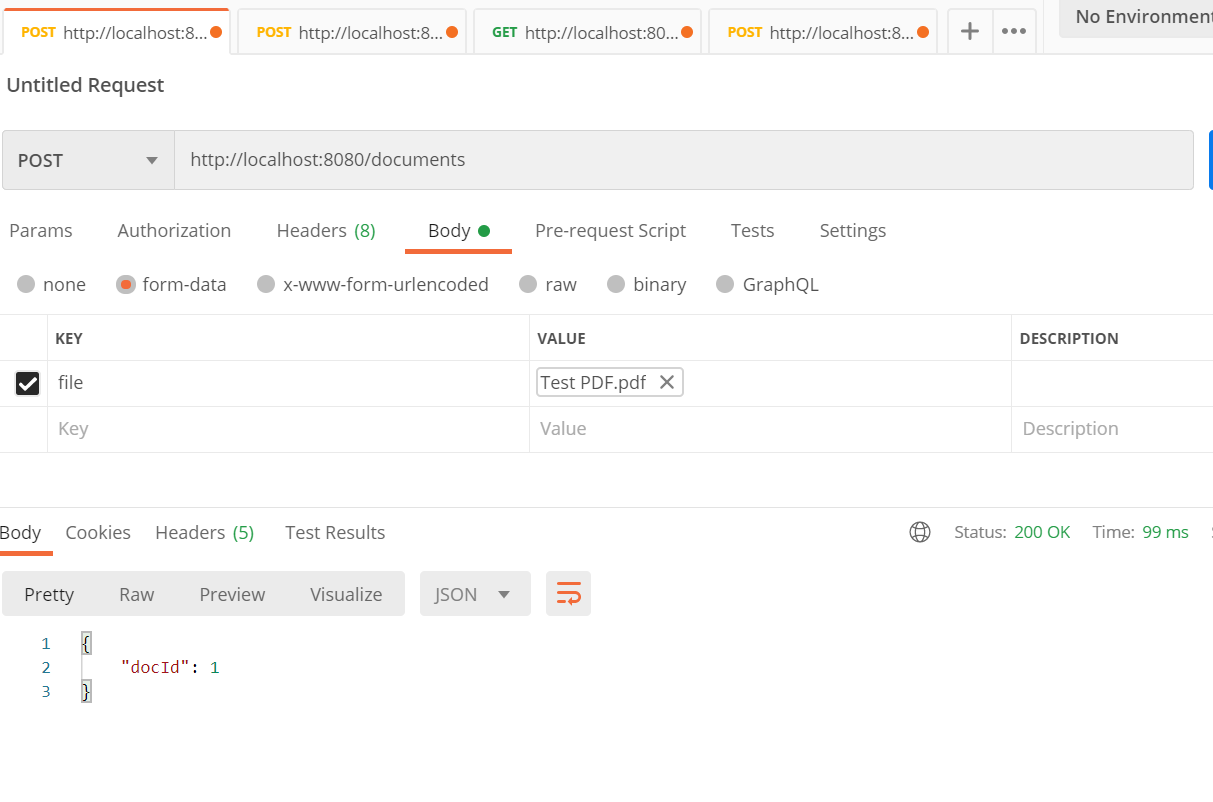 POST http://localhost:8... POST http://localhost:8... GET http://localhost:80... POST http://localhost:8... + ••• No Environment
Untitled Request
POST http://localhost:8080/documents
Params Authorization Headers (8) Body Pre-request Script Tests Settings
none form-data x-www-form-urlencoded raw binary GraphQL
KEY VALUE DESCRIPTION
file Test PDF.pdf
Key Value Description
Body Cookies Headers (5) Test Results Status: 200 OK Time: 99 ms
Pretty Raw Preview Visualize JSON
1 {
2 "docId": 1
3 }